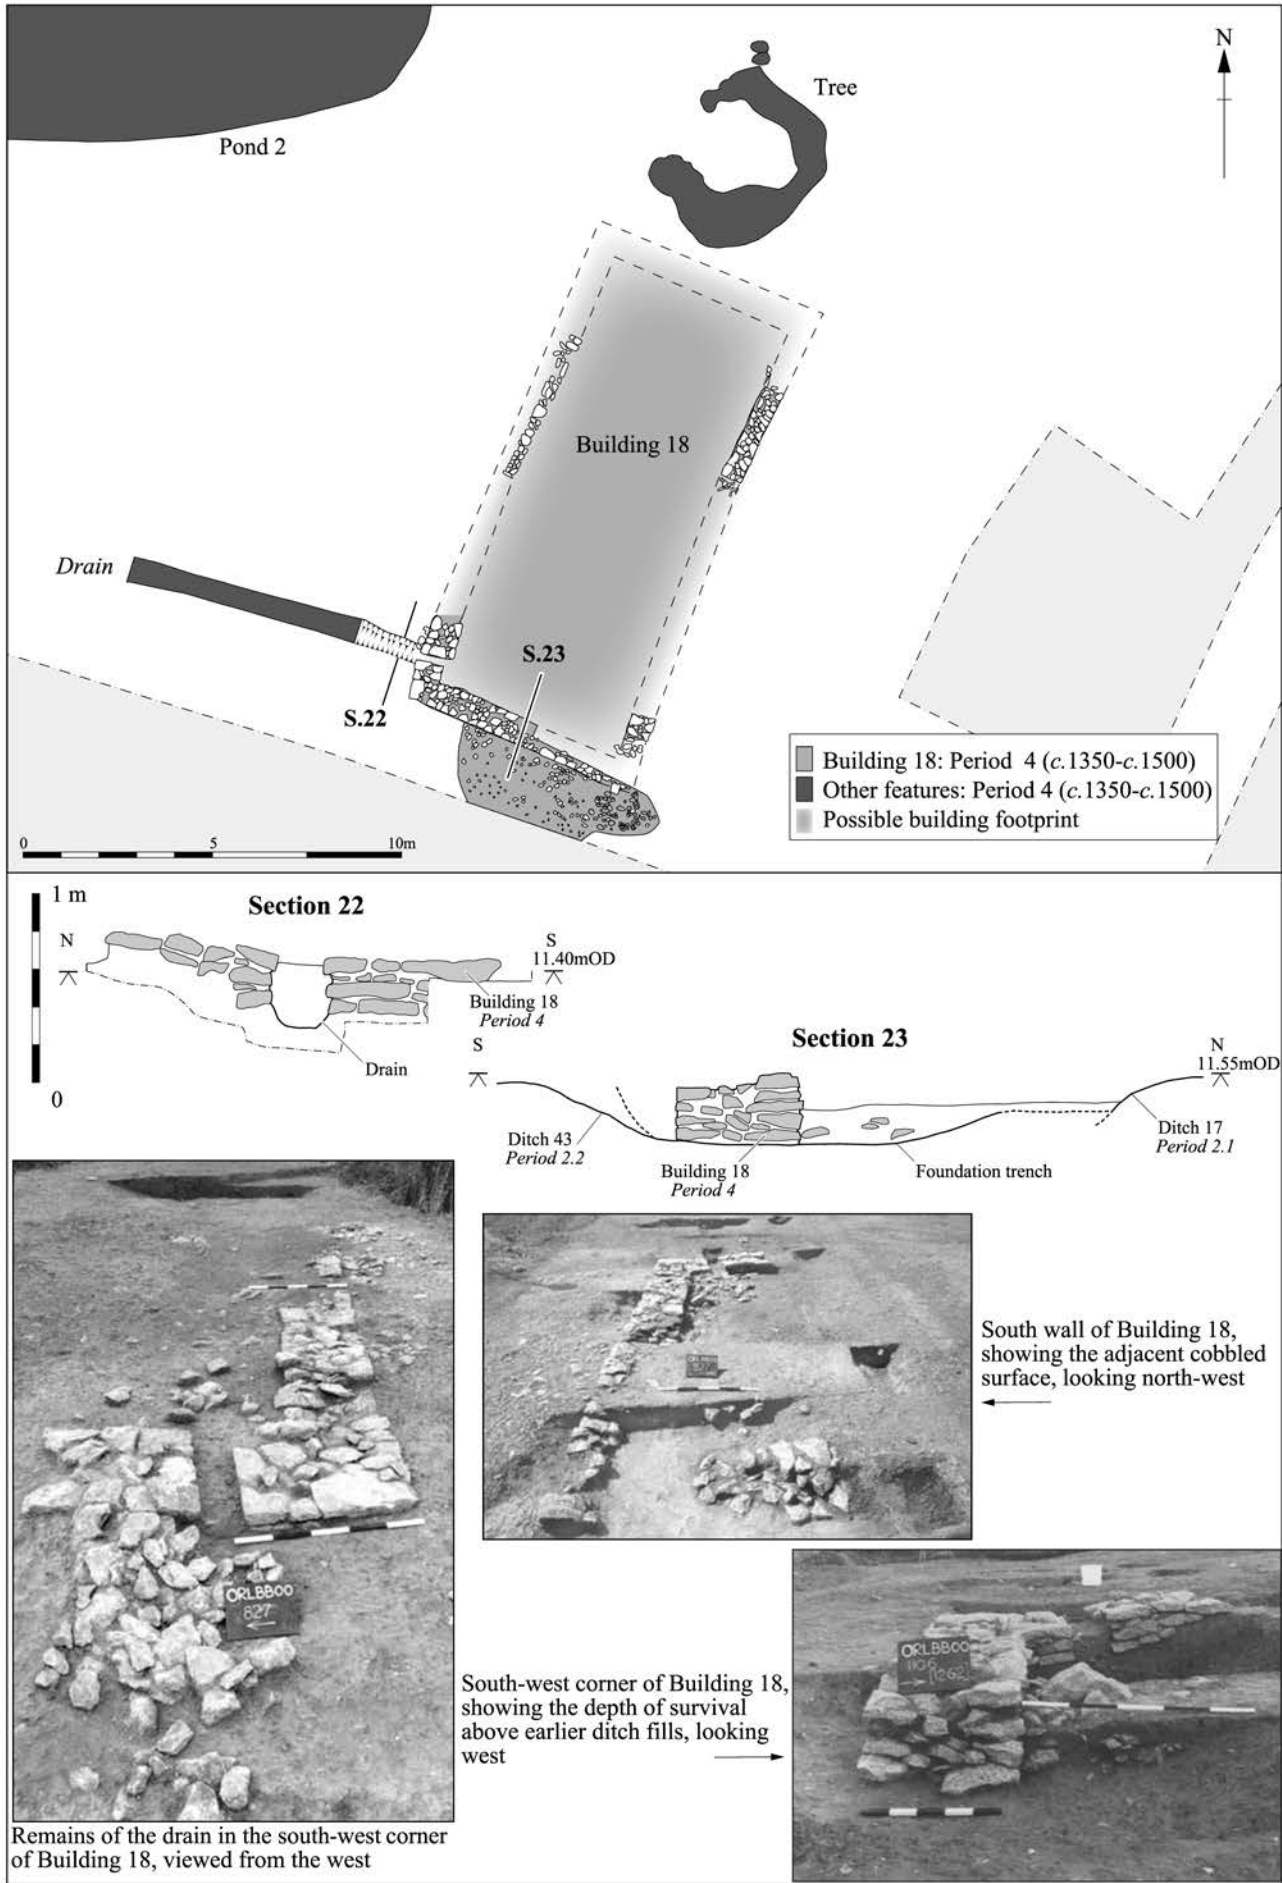 N
Tree
Pond 2
Building 18
Drain
S.23
S.22
Building 18: Period 4 (c.1350-c.1500)
Other features: Period 4 (c.1350-c.1500)
Possible building footprint
0 5 10m
1 m
0
Section 22
N
S
11.40mOD
Building 18
Period 4
Drain
Section 23
S
N
11.55mOD
Ditch 43
Period 2.2
Building 18
Period 4
Foundation trench
Ditch 17
Period 2.1
ORLBB00
827
Remains of the drain in the south-west corner
of Building 18, viewed from the west
South wall of Building 18,
showing the adjacent cobbled
surface, looking north-west
South-west corner of Building 18,
showing the depth of survival
above earlier ditch fills, looking
west
ORLBB00